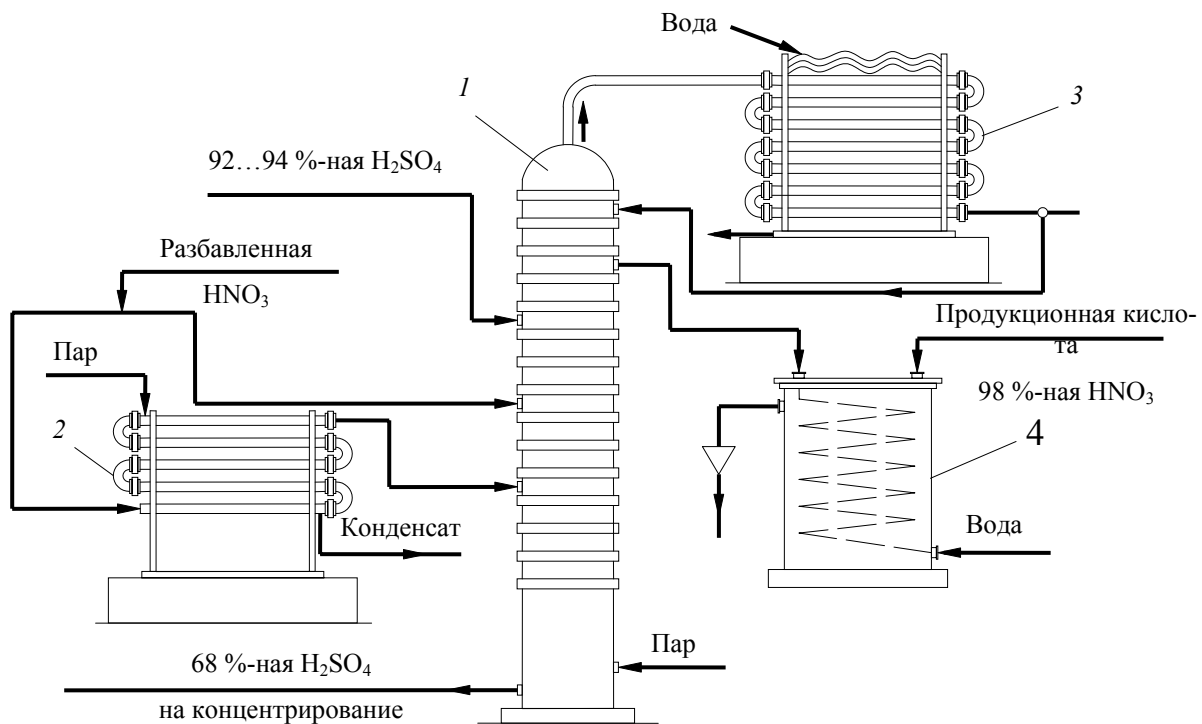 Вода
1
3
92…94 %-ная H₂SO₄
Разбавленная
HNO₃
Продукционная кисло-
та
Пар
98 %-ная HNO₃
2
4
Конденсат
Вода
68 %-ная H₂SO₄
на концентрирование
Пар